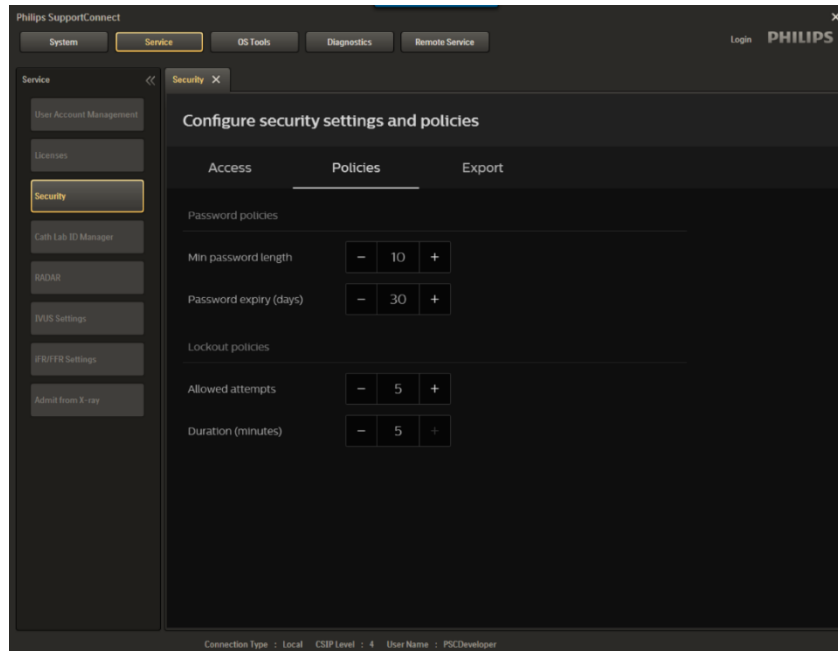 Philips SupportConnect
System Service OS Tools Diagnostics Remote Service Login PHILIPS
Service Security
User Account Management
Configure security settings and policies
Licenses
Access Policies Export
Security
Password policies
Cath Lab ID Manager
Min password length 10
RADAR
Password expiry (days) 30
IVUS Settings
Lockout policies
iFR/FFR Settings
Allowed attempts 5
Admit from X-ray
Duration (minutes) 5
Connection Type : Local CSIP Level : 4 User Name : PSCDeveloper